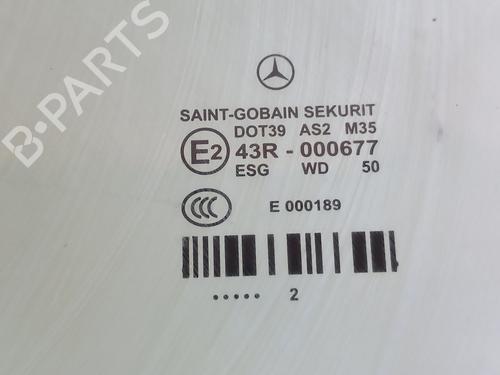 B-PARTS
SAINT-GOBAIN SEKURIT
DOT39 AS2 M35
E2 43R - 000677
ESG WD 50
CCC E 000189
..... 2